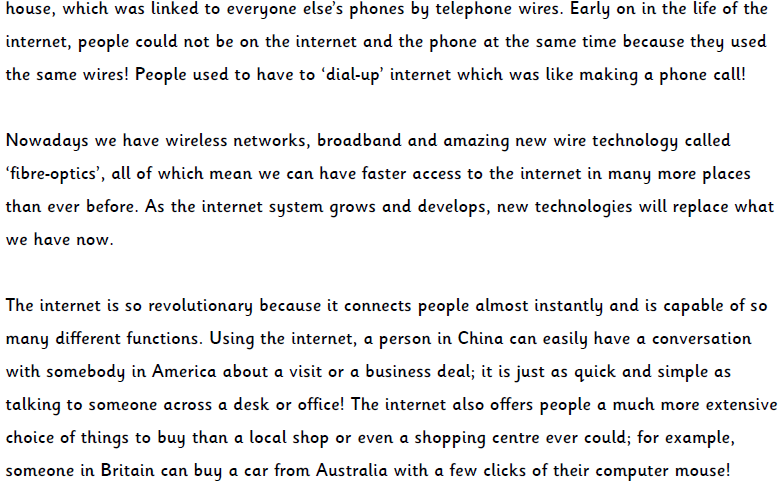 house, which was linked to everyone else's phones by telephone wires. Early on in the life of the
internet, people could not be on the internet and the phone at the same time because they used
the same wires! People used to have to ‘dial-up’ internet which was like making a phone call!
Nowadays we have wireless networks, broadband and amazing new wire technology called
‘fibre-optics’, all of which mean we can have faster access to the internet in many more places
than ever before. As the internet system grows and develops, new technologies will replace what
we have now.
The internet is so revolutionary because it connects people almost instantly and is capable of so
many different functions. Using the internet, a person in China can easily have a conversation
with somebody in America about a visit or a business deal; it is just as quick and simple as
talking to someone across a desk or office! The internet also offers people a much more extensive
choice of things to buy than a local shop or even a shopping centre ever could; for example,
someone in Britain can buy a car from Australia with a few clicks of their computer mouse!